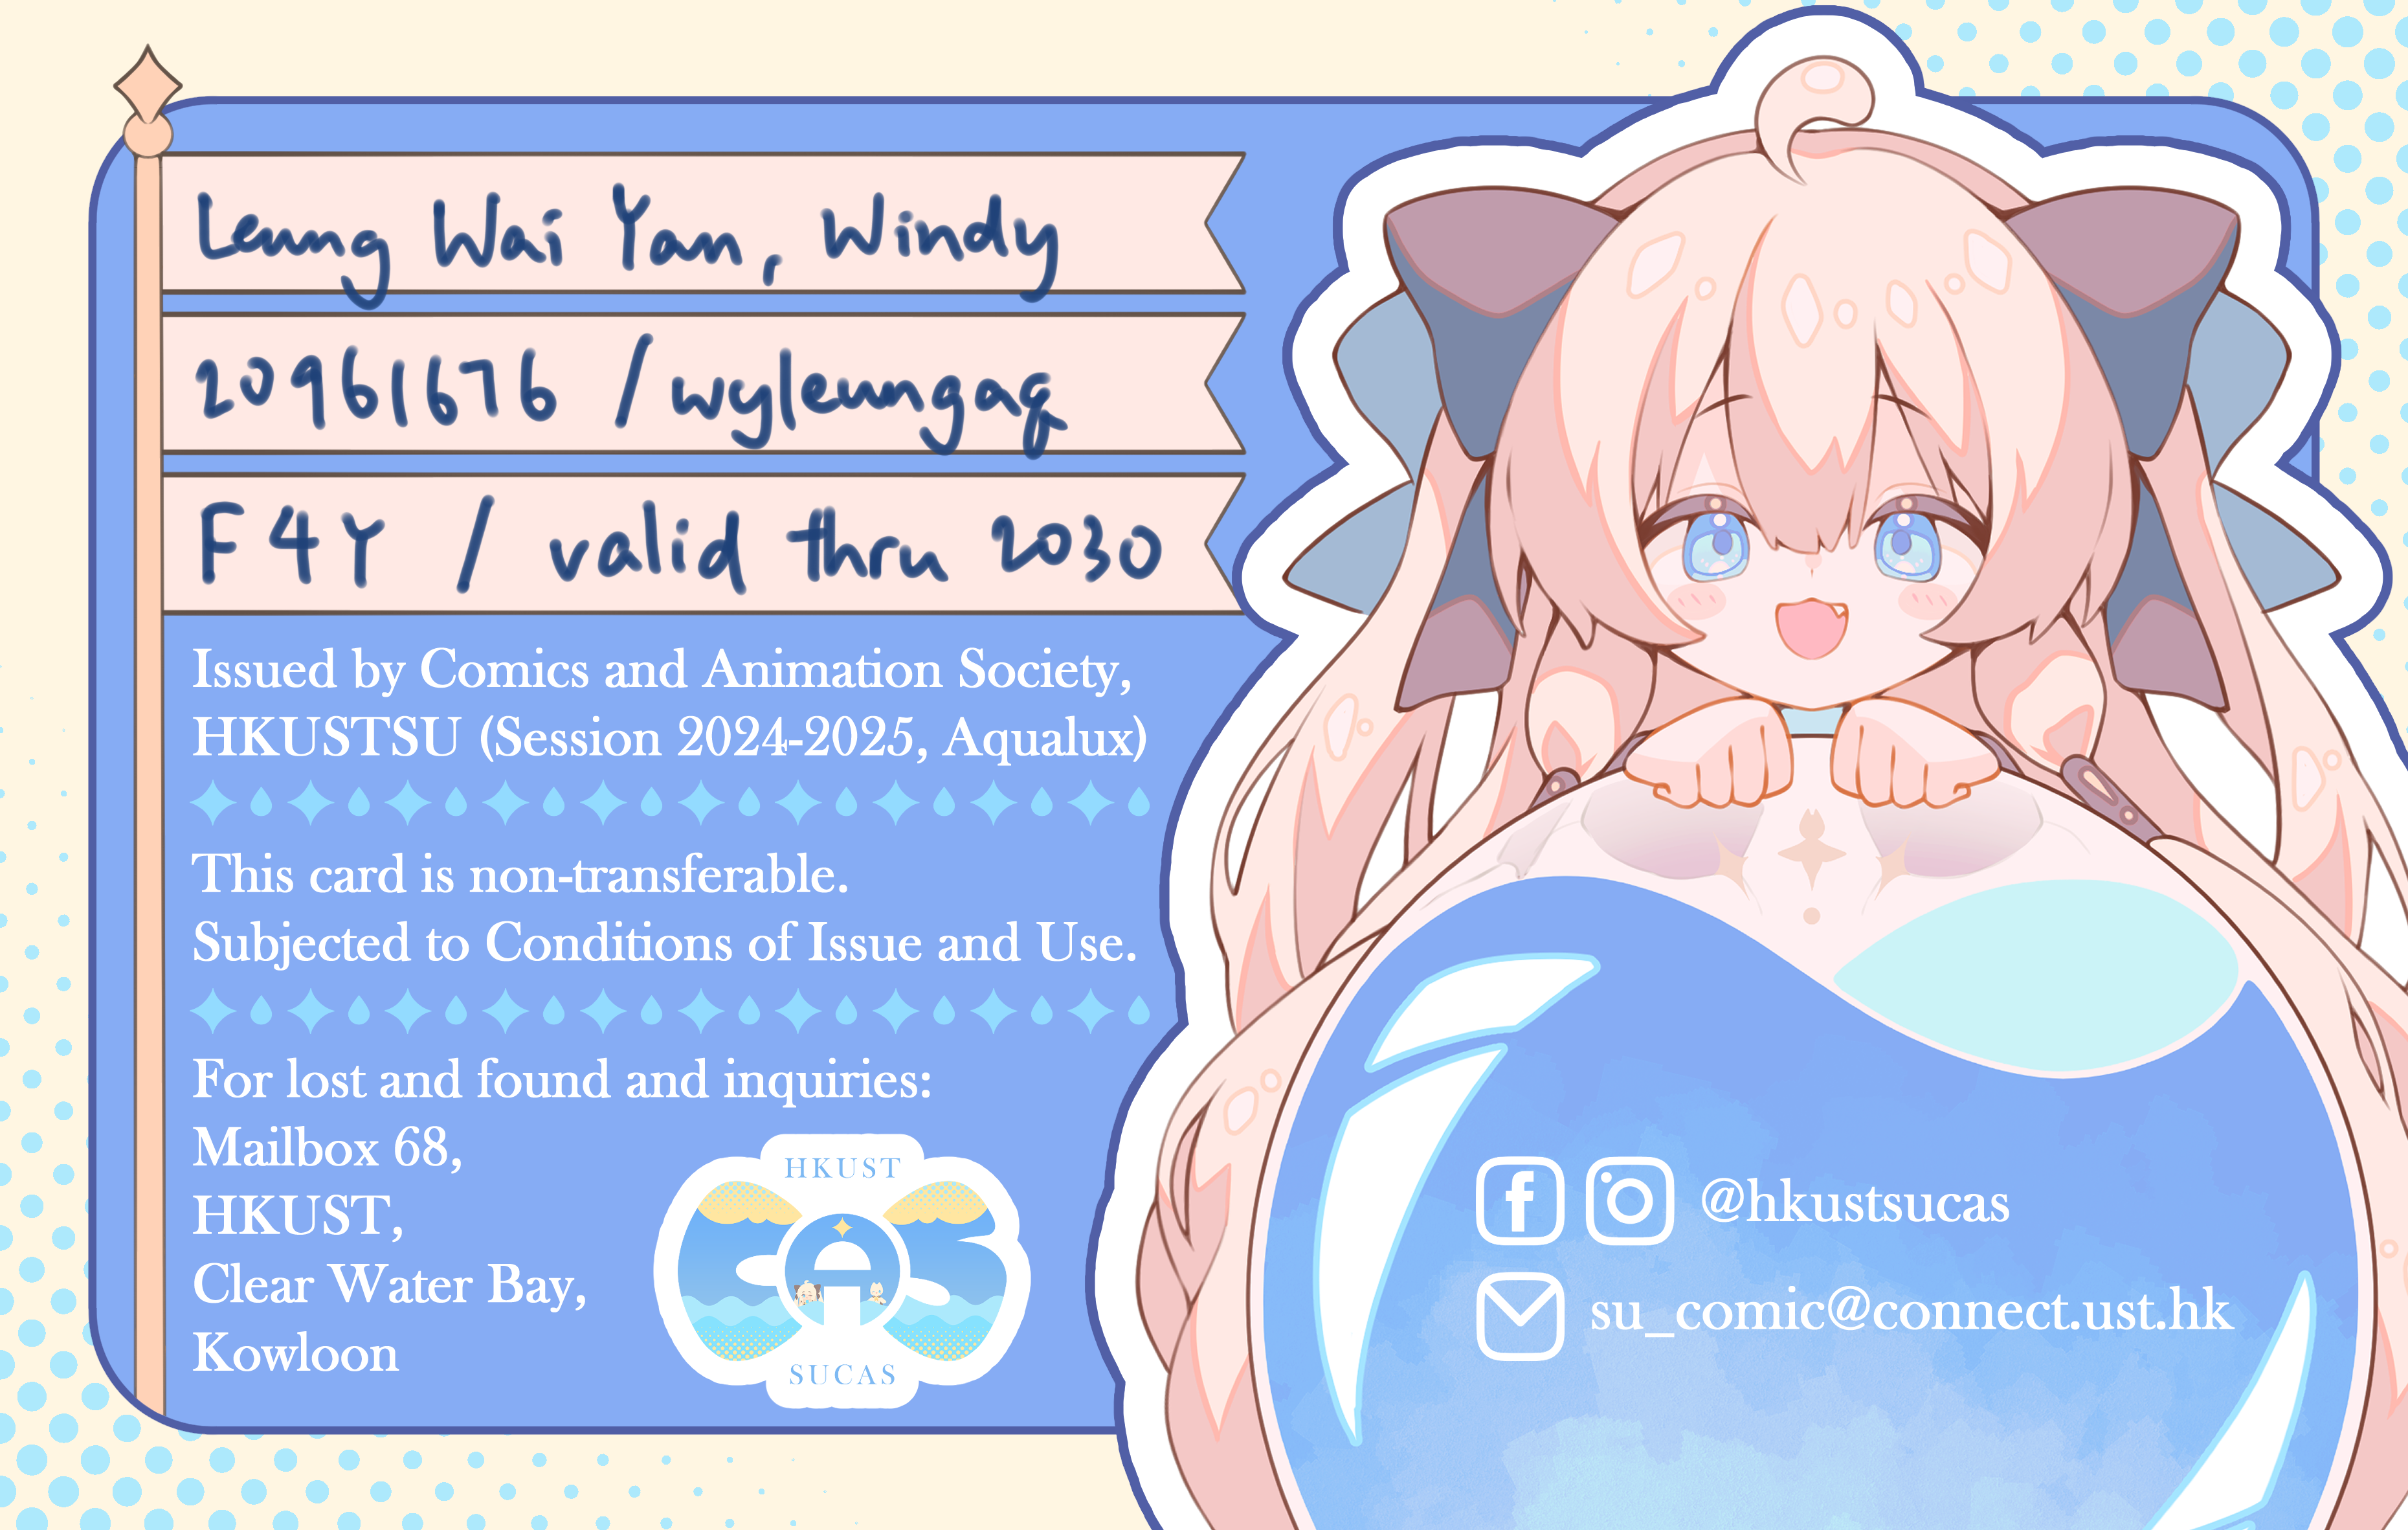 Leung Wai Yan, Windy
20961676 / wyleungaq
F4Y / valid thru 2030
Issued by Comics and Animation Society,
HKUSTSU (Session 2024-2025, Aqualux)
This card is non-transferable.
Subjected to Conditions of Issue and Use.
For lost and found and inquiries:
Mailbox 68,
HKUST,
Clear Water Bay,
Kowloon
HKUST
SUCAS
@hkustsucas
su_comic@connect.ust.hk